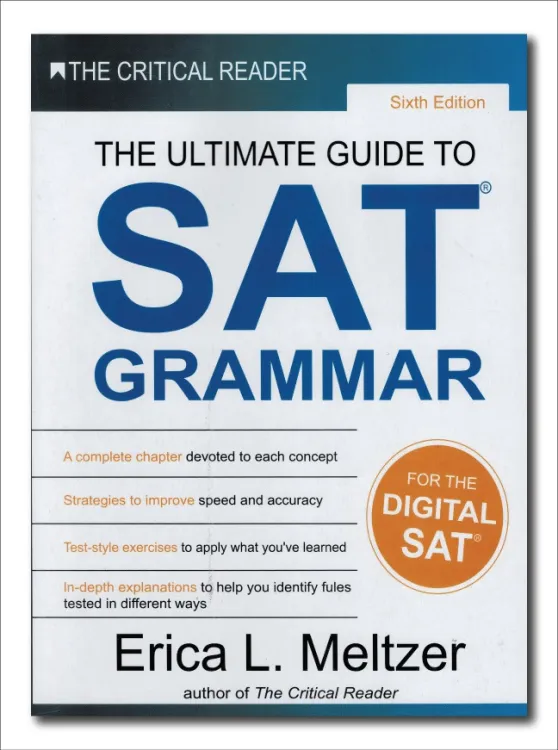 THE CRITICAL READER
Sixth Edition
THE ULTIMATE GUIDE TO
SAT®
GRAMMAR
A complete chapter devoted to each concept
Strategies to improve speed and accuracy
Test-style exercises to apply what you've learned
In-depth explanations to help you identify fules
tested in different ways
FOR THE
DIGITAL
SAT®
Erica L. Meltzer
author of The Critical Reader